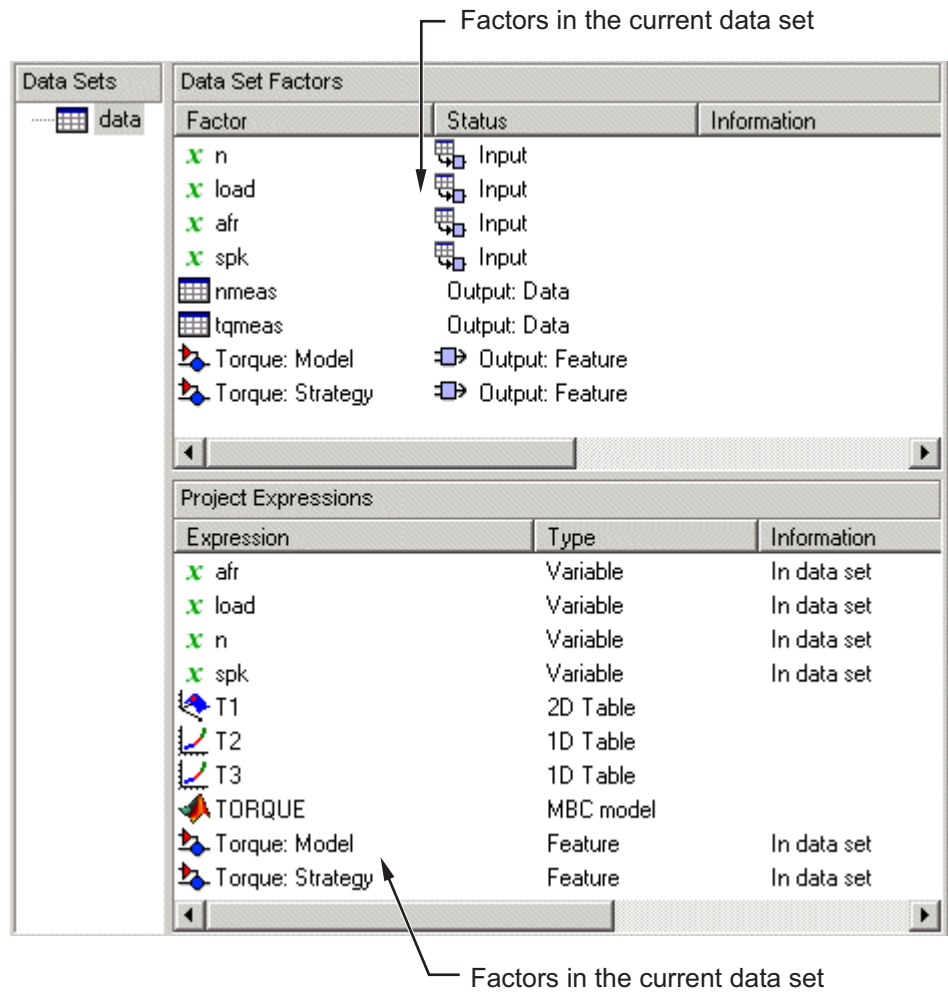 Factors in the current data set
Data Sets
data
Data Set Factors
Factor Status Information
x n Input
x load Input
x afr Input
x spk Input
nmeas Output: Data
tqmeas Output: Data
Torque: Model Output: Feature
Torque: Strategy Output: Feature
Project Expressions
Expression Type Information
x afr Variable In data set
x load Variable In data set
x n Variable In data set
x spk Variable In data set
T1 2D Table
T2 1D Table
T3 1D Table
TORQUE MBC model
Torque: Model Feature In data set
Torque: Strategy Feature In data set
Factors in the current data set